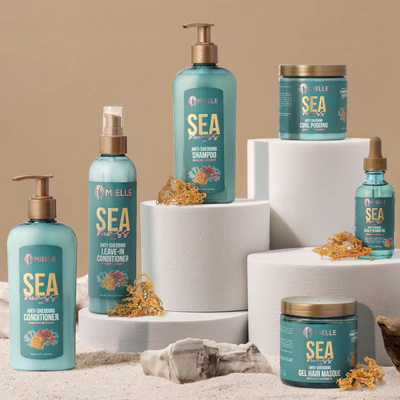 MIELLE
SEA
moss
ANTI-SHEDDING
SHAMPOO
MIELLE
SEA
moss
ANTI-SHEDDING
CURL PUDDING
MIELLE
SEA
moss
ANTI-SHEDDING
LEAVE-IN
CONDITIONER
SEA
moss
MIELLE
SEA
moss
ANTI-SHEDDING
CONDITIONER
MIELLE
SEA
moss
ANTI-SHEDDING
GEL HAIR MASQUE